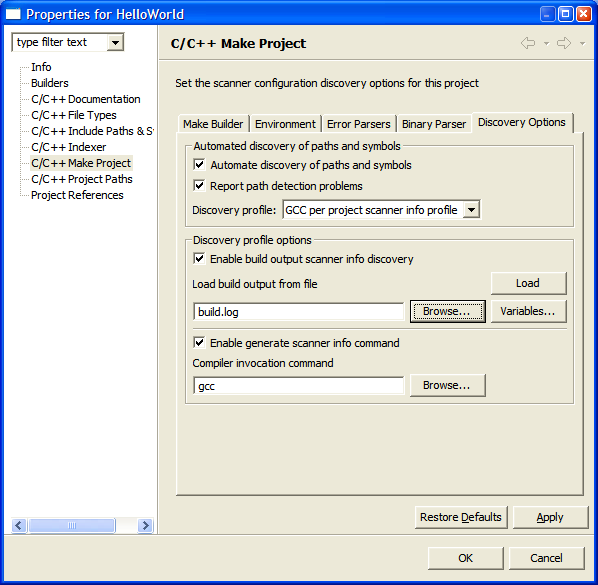 Properties for HelloWorld
type filter text
Info
Builders
C/C++ Documentation
C/C++ File Types
C/C++ Include Paths & S
C/C++ Indexer
C/C++ Make Project
C/C++ Project Paths
Project References
C/C++ Make Project
Set the scanner configuration discovery options for this project
Make Builder Environment Error Parsers Binary Parser Discovery Options
Automated discovery of paths and symbols
Automate discovery of paths and symbols
Report path detection problems
Discovery profile: GCC per project scanner info profile
Discovery profile options
Enable build output scanner info discovery
Load build output from file Load
build.log Browse... Variables...
Enable generate scanner info command
Compiler invocation command
gcc Browse...
Restore Defaults Apply
OK Cancel